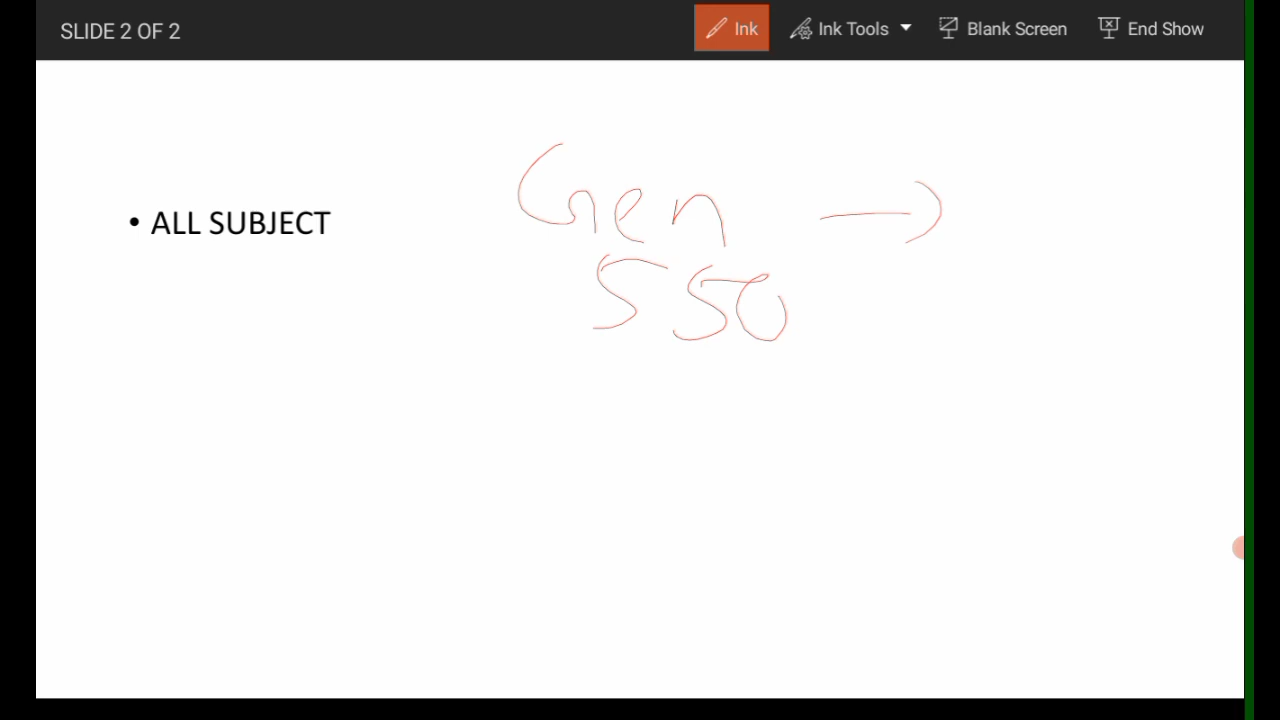 SLIDE 2 OF 2 Ink Ink Tools Blank Screen End Show
Gen →
• ALL SUBJECT
550